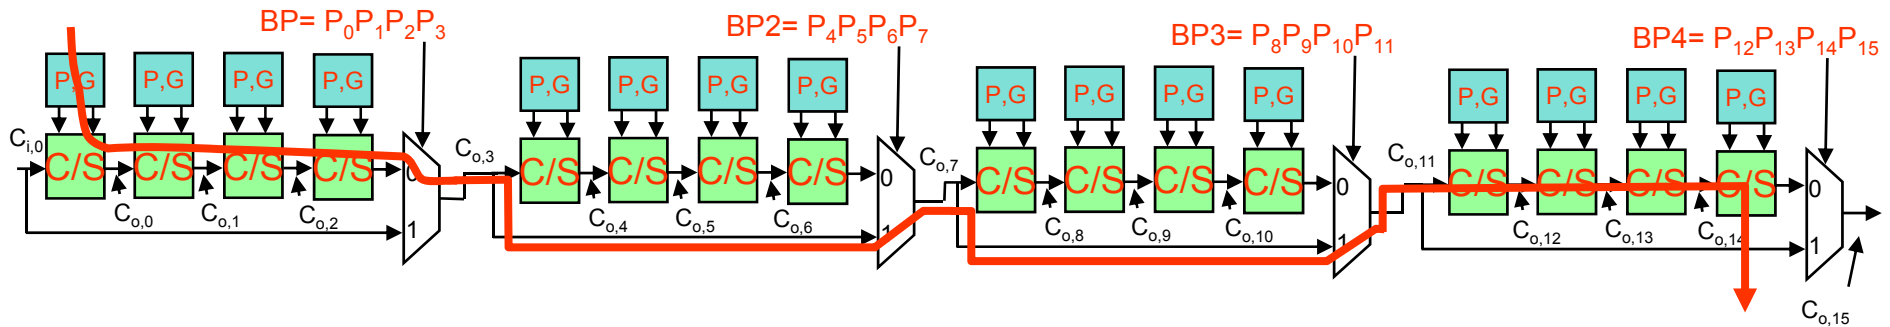 BP= P₀P₁P₂P₃
BP2= P₄P₅P₆P₇
BP3= P₈P₉P₁₀P₁₁
BP4= P₁₂P₁₃P₁₄P₁₅
P,G P,G P,G P,G P,G P,G P,G P,G P,G P,G P,G P,G P,G P,G P,G P,G
Cᵢ,₀ Cₒ,₃ Cₒ,₇ Cₒ,₁₁
C/S C/S C/S C/S 0 C/S C/S C/S C/S 0 C/S C/S C/S C/S 0 C/S C/S C/S C/S 0
Cₒ,₀ Cₒ,₁ Cₒ,₂ 1 Cₒ,₄ Cₒ,₅ Cₒ,₆ 1 Cₒ,₈ Cₒ,₉ Cₒ,₁₀ 1 Cₒ,₁₂ Cₒ,₁₃ Cₒ,₁₄ 1
Cₒ,₁₅